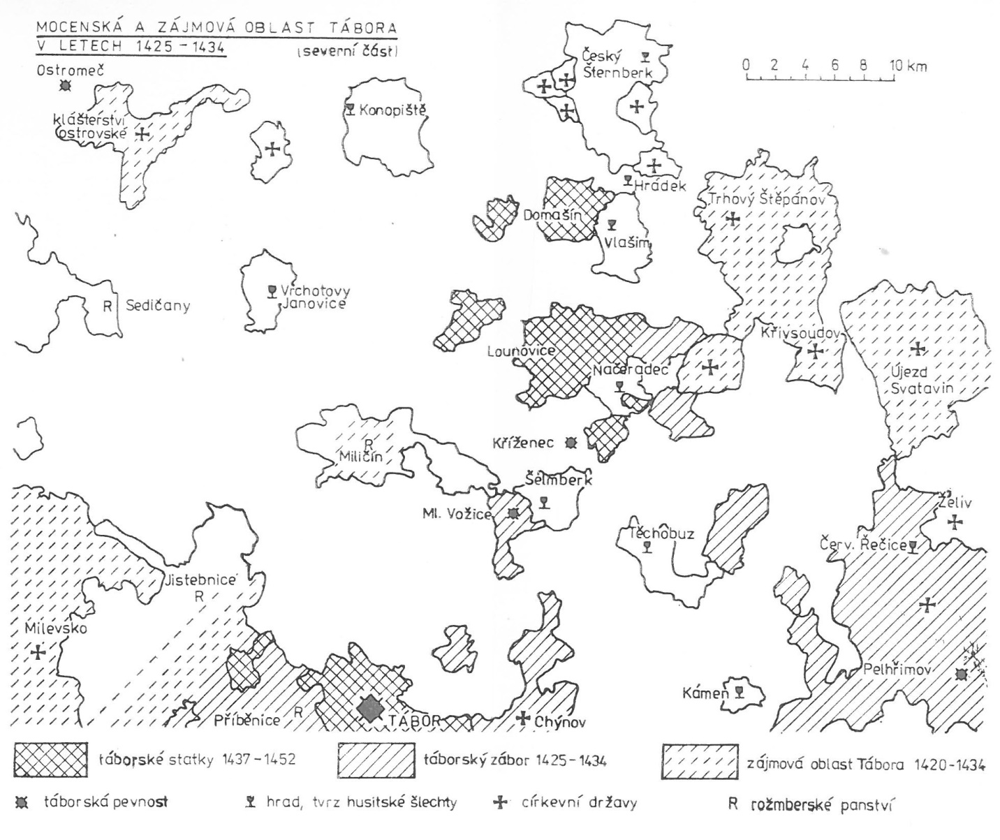 MOCENSKÁ A ZÁJMOVÁ OBLAST TÁBORA
V LETECH 1425-1434 (severní část)
Ostromeč
0 2 4 6 8 10 km
Český
Šternberk
klášterství
ostrovské
Konopiště
Hrádek
Trhový Štěpánov
Domašín
Vlašim
R Sedičany
Vrchotovy
Janovice
Křivsoudov
Lounovice
Načeradec
Újezd
Svatavin
Kříženec
R
Miličín
Šelmberk
Ml. Vožice
Želiv
Těchobuz
Červ. Řečice
Jistebnice
R
Milevsko
Pelhřimov
Kámen
Příběnice R
TÁBOR
Chýnov
táborské statky 1437-1452
táborský zábor 1425-1434
zájmová oblast Tábora 1420-1434
táborská pevnost
hrad, tvrz husitské šlechty
církevní državy
R rožmberské panství